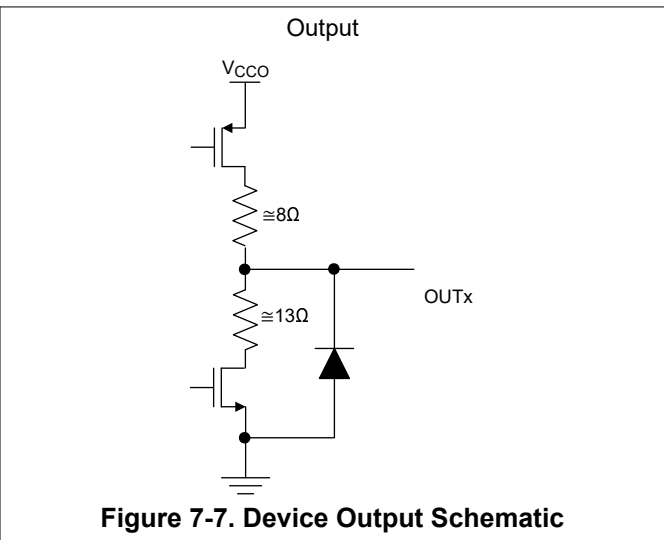 Output
VCCO
≅8Ω
OUTx
≅13Ω
Figure 7-7. Device Output Schematic